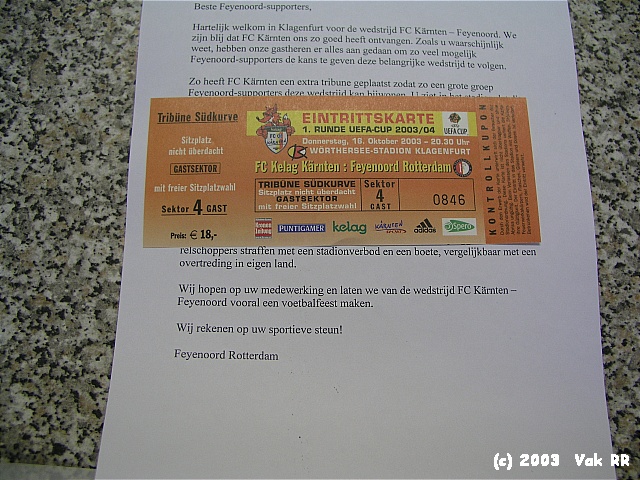 Beste Feyenoord-supporters,
Hartelijk welkom in Klagenfurt voor de wedstrijd FC Kärnten – Feyenoord. We
zijn blij dat FC Kärnten ons zo goed heeft ontvangen. Zoals u waarschijnlijk
weet, hebben onze gastheren er alles aan gedaan om zo veel mogelijk
Feyenoord-supporters de kans te geven deze belangrijke wedstrijd te volgen.
Zo heeft FC Kärnten een extra tribune geplaatst zodat zo een grote groep
Feyenoord-supporters deze wedstrijd kan bijwonen. U ziet in het
Tribüne Südkurve
Sitzplatz
nicht überdacht
GASTSEKTOR
mit freier Sitzplatzwahl
Sektor 4 GAST
Preis: € 18,-
EINTRITTSKARTE
1. RUNDE UEFA-CUP 2003/04
Donnerstag, 16. Oktober 2003 – 20.30 Uhr
WÖRTHERSEE-STADION KLAGENFURT
FC Kelag Kärnten : Feyenoord Rotterdam
UEFA CUP
TRIBÜNE SÜDKURVE
Sitzplatz nicht überdacht
GASTSEKTOR
mit freier Sitzplatzwahl
Sektor
4
GAST
0846
Kronen Zeitung PUNTIGAMER kelag KÄRNTEN SPORT adidas Spero
KONTROLLKUPON
relschoppers straffen met een stadionverbod en een boete, vergelijkbaar met een
overtreding in eigen land.
Wij hopen op uw medewerking en laten we van de wedstrijd FC Kärnten –
Feyenoord vooral een voetbalfeest maken.
Wij rekenen op uw sportieve steun!
Feyenoord Rotterdam
(c) 2003 Vak RR